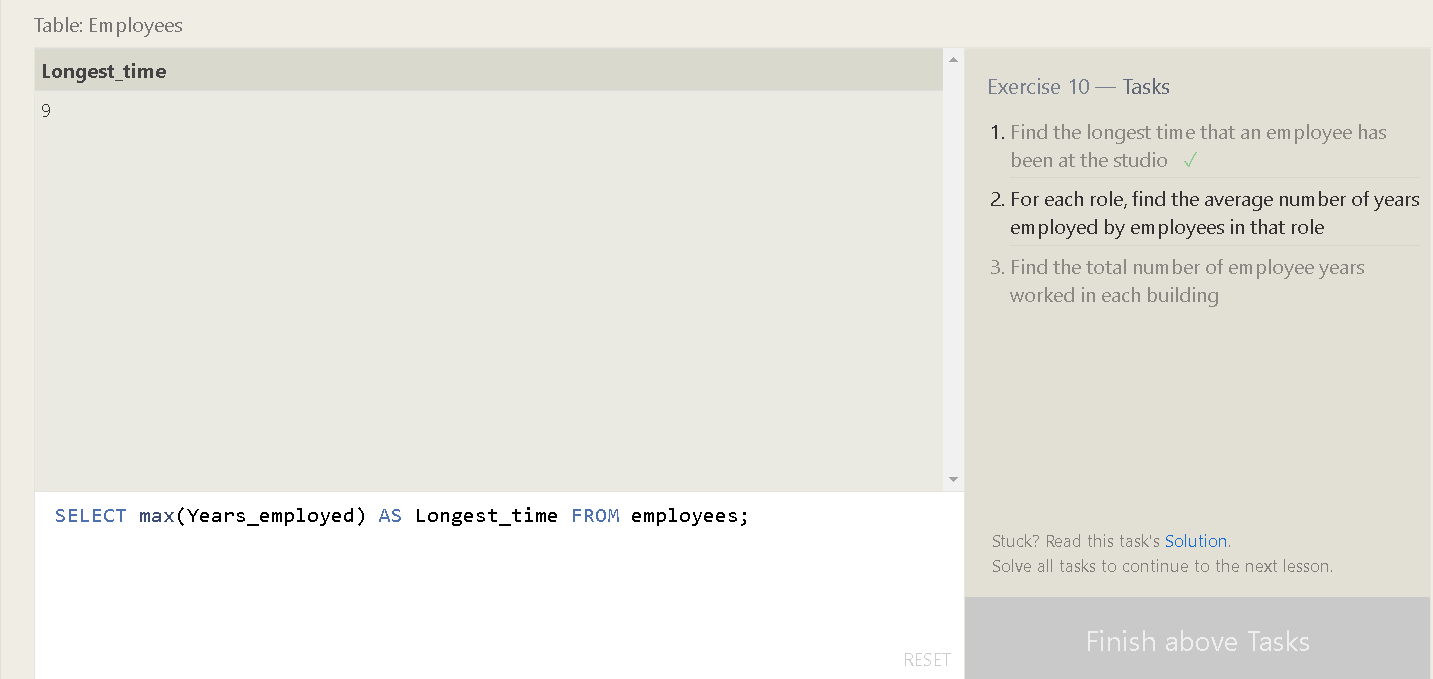 Table: Employees
Longest_time
9
SELECT max(Years_employed) AS Longest_time FROM employees;
RESET
Exercise 10 — Tasks
1. Find the longest time that an employee has
been at the studio ✓
2. For each role, find the average number of years
employed by employees in that role
3. Find the total number of employee years
worked in each building
Stuck? Read this task's Solution.
Solve all tasks to continue to the next lesson.
Finish above Tasks